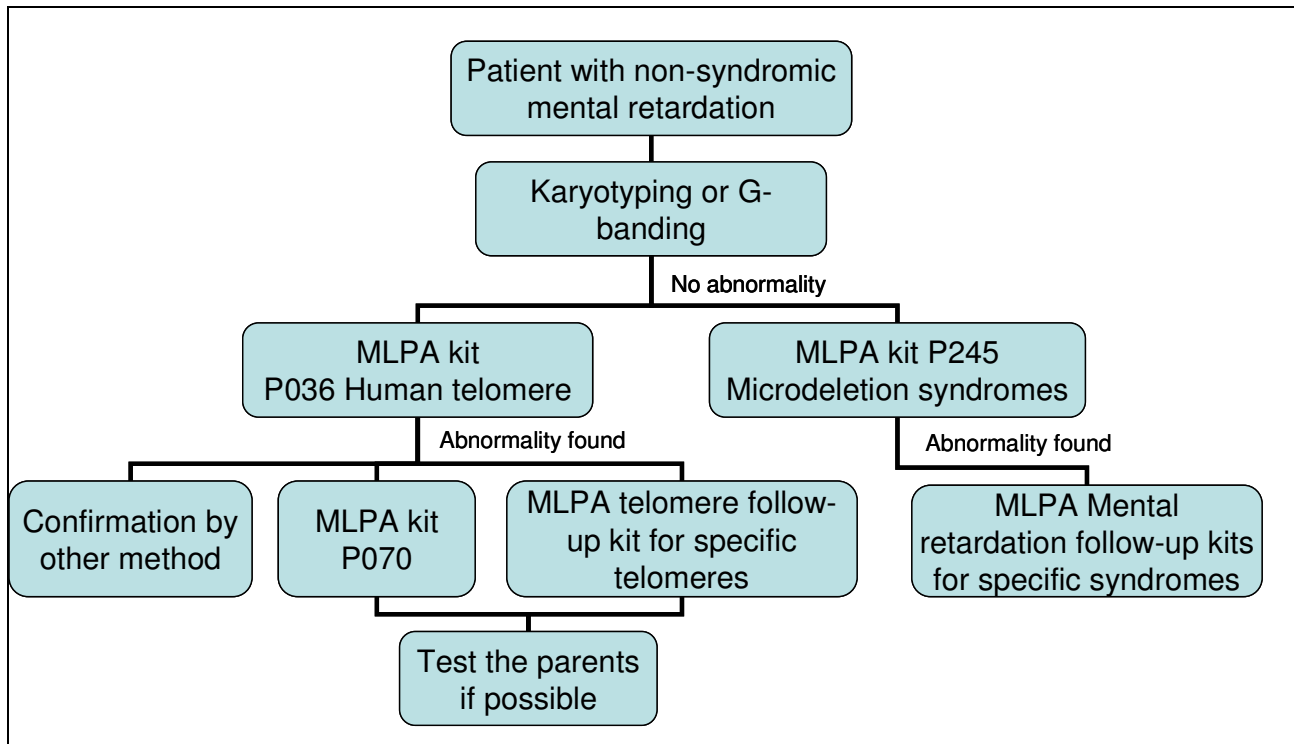 Patient with non-syndromic
mental retardation
Karyotyping or G-
banding
No abnormality
MLPA kit
P036 Human telomere
MLPA kit P245
Microdeletion syndromes
Abnormality found
Abnormality found
Confirmation by
other method
MLPA kit
P070
MLPA telomere follow-
up kit for specific
telomeres
MLPA Mental
retardation follow-up kits
for specific syndromes
Test the parents
if possible